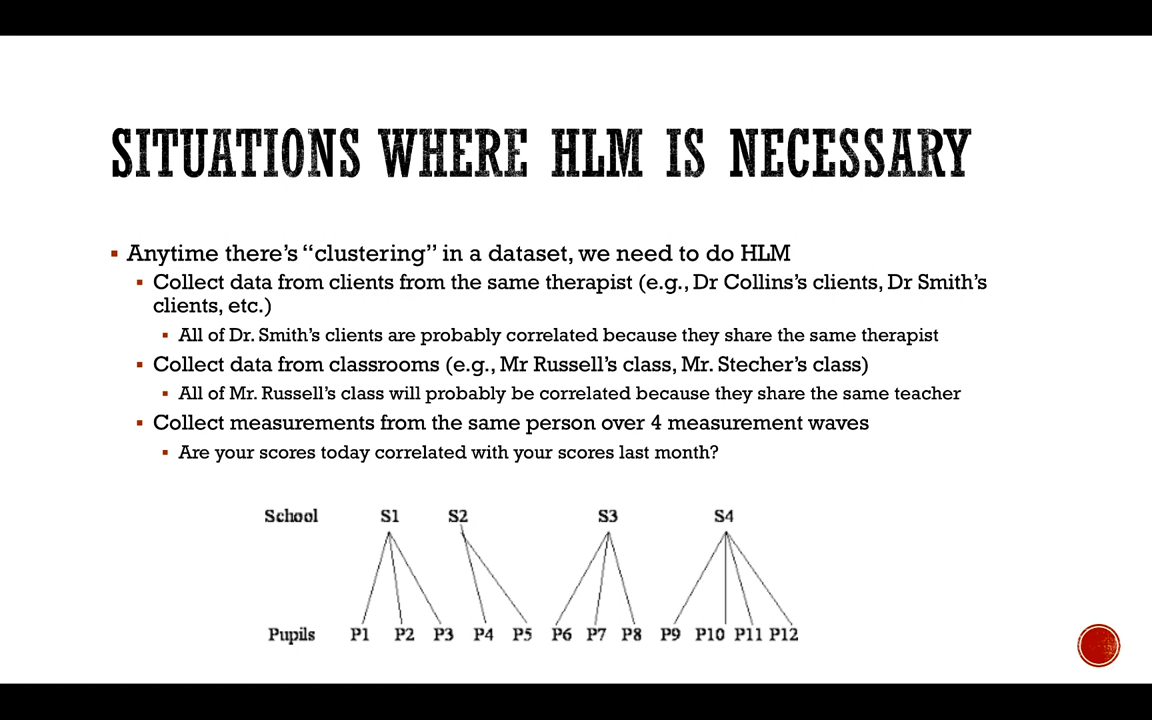 SITUATIONS WHERE HLM IS NECESSARY
Anytime there's “clustering” in a dataset, we need to do HLM
Collect data from clients from the same therapist (e.g., Dr Collins's clients, Dr Smith's
clients, etc.)
All of Dr. Smith's clients are probably correlated because they share the same therapist
Collect data from classrooms (e.g., Mr Russell's class, Mr. Stecher's class)
All of Mr. Russell's class will probably be correlated because they share the same teacher
Collect measurements from the same person over 4 measurement waves
Are your scores today correlated with your scores last month?
School S1 S2 S3 S4
Pupils P1 P2 P3 P4 P5 P6 P7 P8 P9 P10 P11 P12